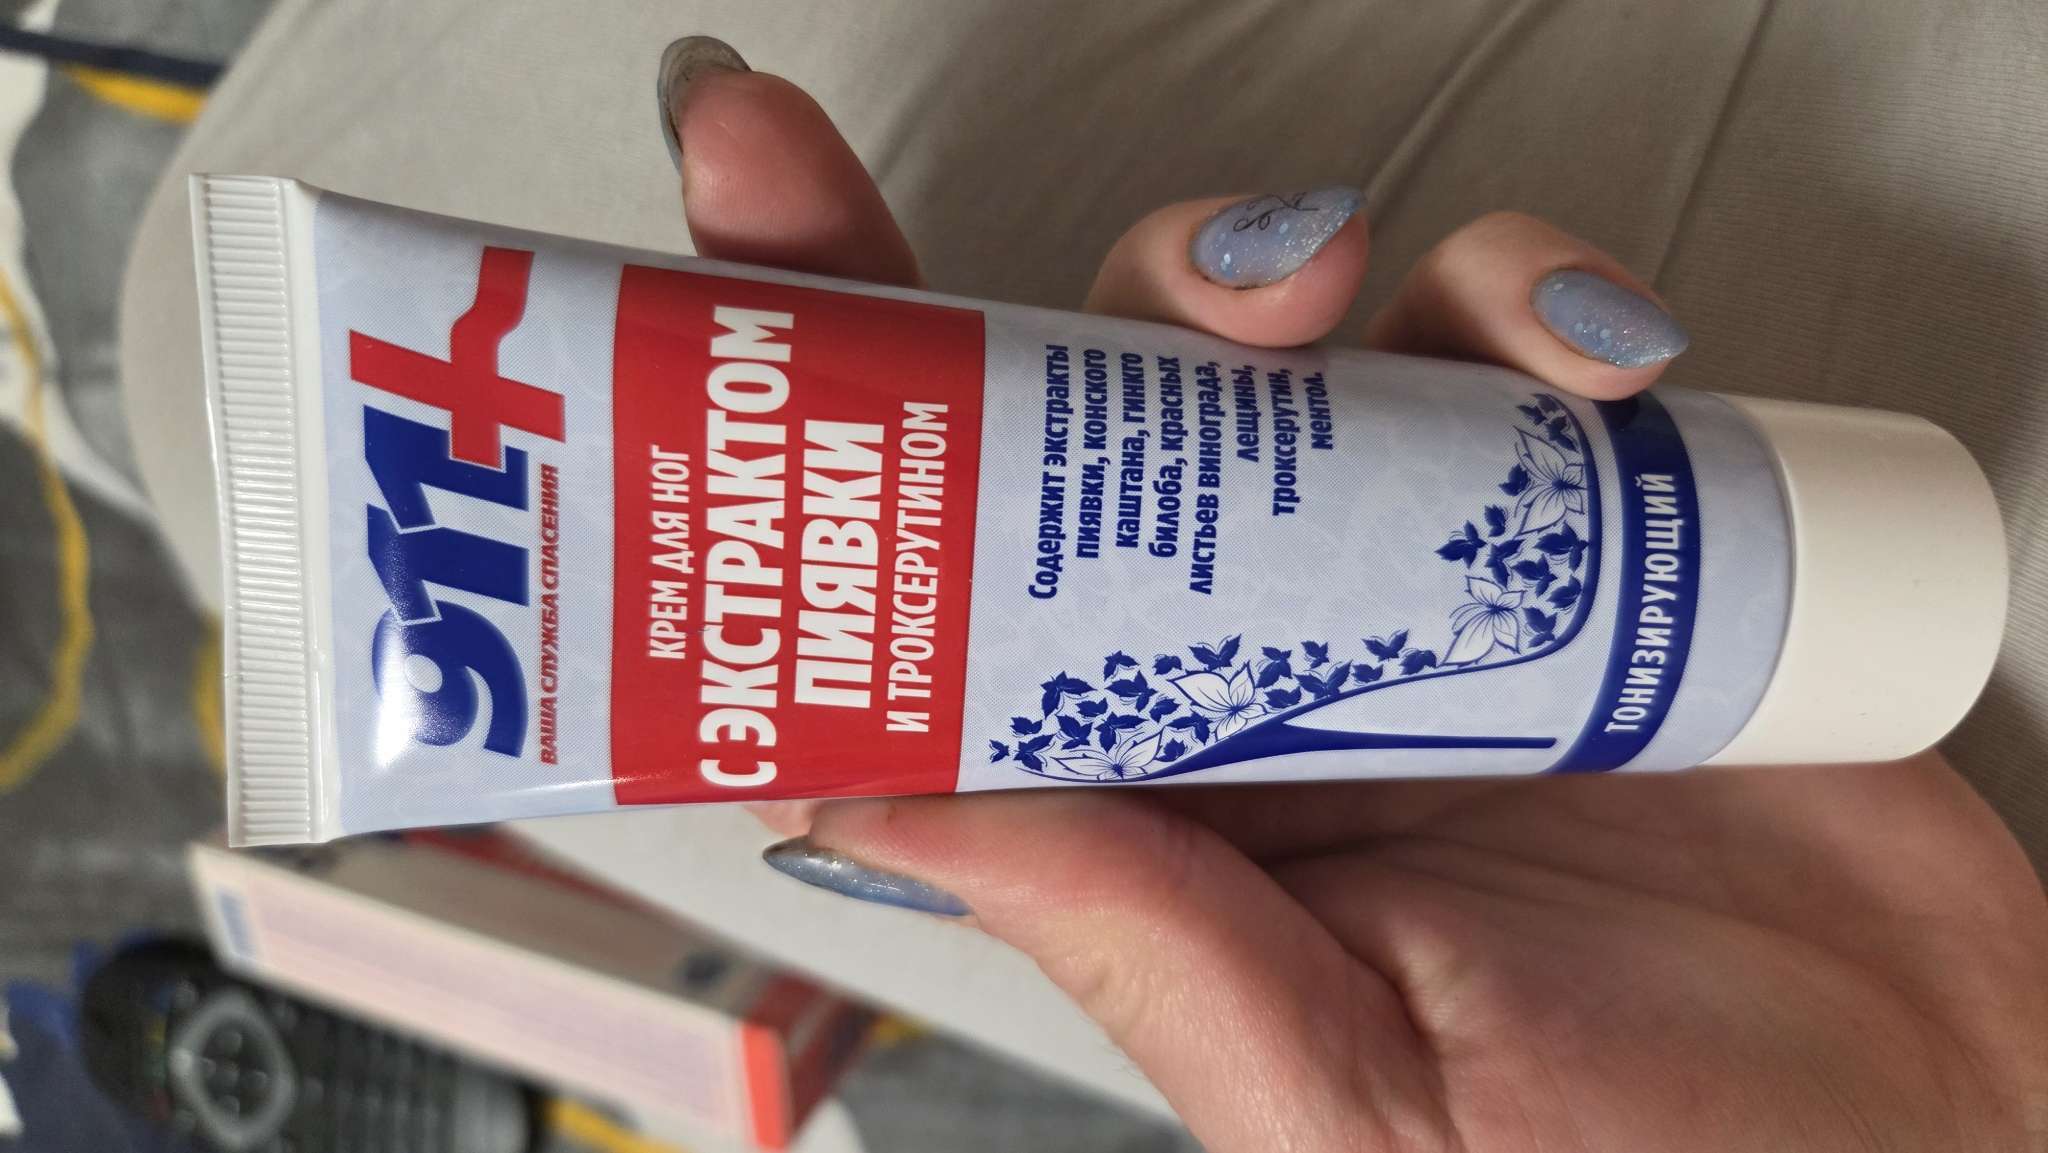 911+
ВАША СЛУЖБА СПАСЕНИЯ
КРЕМ ДЛЯ НОГ
С ЭКСТРАКТОМ
ПИЯВКИ
И ТРОКСЕРУТИНОМ
Содержит экстракты
пиявки, конского
каштана, гинкго
билоба, красных
листьев винограда,
лещины,
троксерутин,
ментол.
ТОНИЗИРУЮЩИЙ